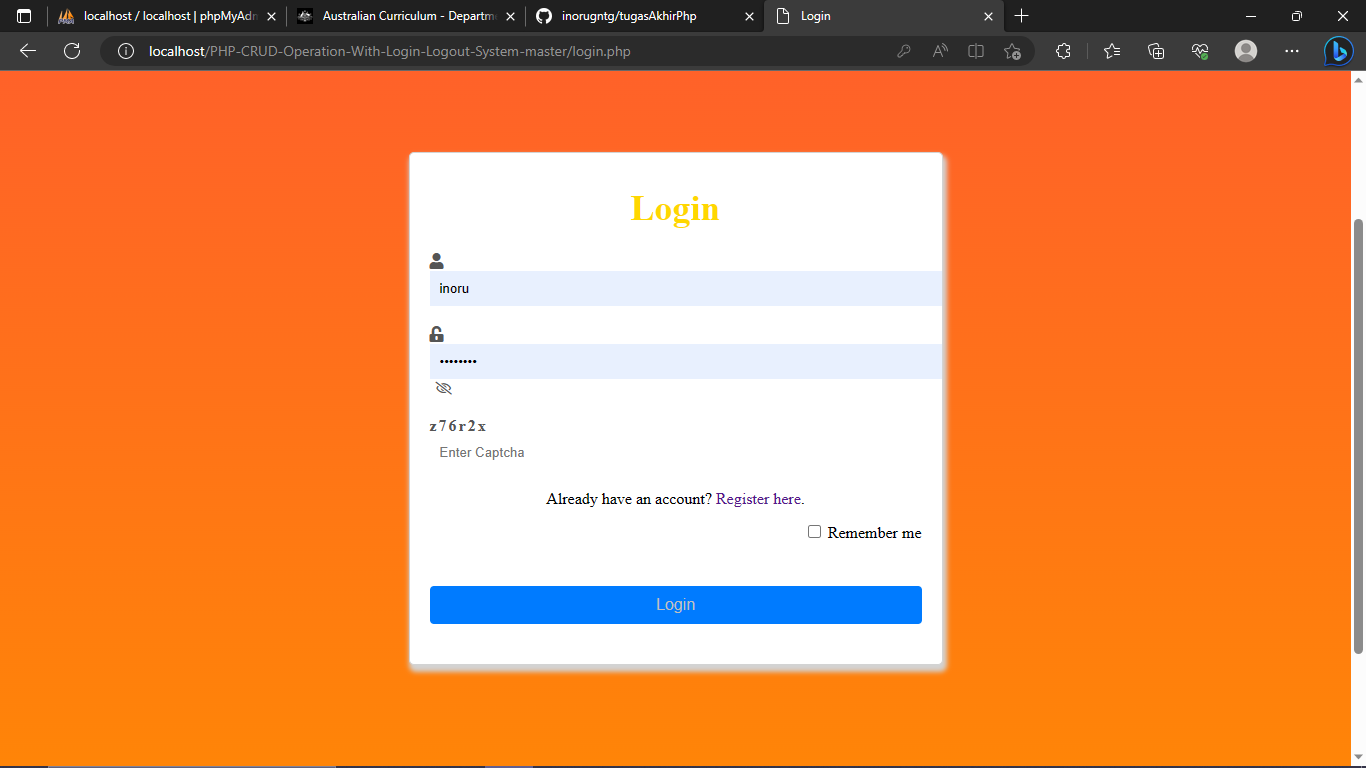 localhost / localhost | phpMyAdm
Australian Curriculum - Departme
inorugntg/tugasAkhirPhp
Login
localhost/PHP-CRUD-Operation-With-Login-Logout-System-master/login.php
Login
inoru
••••••••
z76r2x
Enter Captcha
Already have an account? Register here.
Remember me
Login